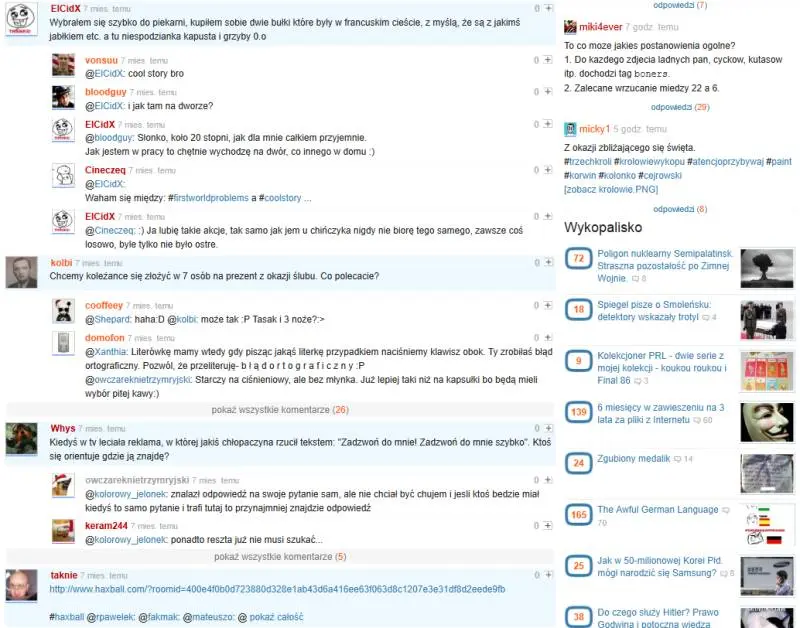 ElCidX 7 mies. temu 0 +
Wybrałem się szybko do piekarni, kupiłem sobie dwie bułki które były w francuskim cieście, z myślą, że są z jakimś
jabłkiem etc. a tu niespodzianka kapusta i grzyby 0.o
vonsuu 7 mies. temu 0 +
@ElCidX: cool story bro
bloodguy 7 mies. temu 0 +
@ElCidX: i jak tam na dworze?
ElCidX 7 mies. temu 0 +
@bloodguy: Słonko, koło 20 stopni, jak dla mnie całkiem przyjemnie.
Jak jestem w pracy to chętnie wychodzę na dwór, co innego w domu :)
Cineczeq 7 mies. temu 0 +
@ElCidX:
Waham się między: #firstworldproblems a #coolstory ...
ElCidX 7 mies. temu 0 +
@Cineczeq: :) Ja lubię takie akcje, tak samo jak jem u chińczyka nigdy nie biorę tego samego, zawsze coś
losowo, byle tylko nie było ostre.
kolbi 7 mies. temu 0 +
Chcemy koleżance się złożyć w 7 osób na prezent z okazji ślubu. Co polecacie?
cooffeey 7 mies. temu 0 +
@Shepard: haha:D @kolbi: może tak :P Tasak i 3 noże?:>
domofon 7 mies. temu 0 +
@Xanthia: Literówkę mamy wtedy gdy pisząc jakąś literkę przypadkiem naciśniemy klawisz obok. Ty zrobiłaś błąd
ortograficzny. Pozwól, że przeliteruję- b ł ą d o r t o g r a f i c z n y :P
@owczareknietrzymryjski: Starczy na ciśnieniowy, ale bez młynka. Już lepiej taki niż na kapsułki bo będą mieli
wybór pitej kawy:)
pokaż wszystkie komentarze (26)
Whys 7 mies. temu 0 +
Kiedyś w tv leciała reklama, w której jakiś chłopaczyna rzucił tekstem: "Zadzwoń do mnie! Zadzwoń do mnie szybko". Ktoś
się orientuje gdzie ją znajdę?
owczareknietrzymryjski 7 mies. temu 0 +
@kolorowy_jelonek: znalazł odpowiedź na swoje pytanie sam, ale nie chciał być chujem i jesli ktoś bedzie miał
kiedyś to samo pytanie i trafi tutaj to przynajmniej znajdzie odpowiedź
keram244 7 mies. temu 0 +
@kolorowy_jelonek: ponadto reszta już nie musi szukać...
pokaż wszystkie komentarze (5)
taknie 7 mies. temu 0 +
http://www.haxball.com/?roomid=400e4f0b0d723880d328e1ab43d6a416ee63f063d8c1207e3e31df8d2eede9fb
#haxball @rpawelek: @fakmak: @mateuszo: @ pokaż całość
odpowiedzi (7)
miki4ever 7 godz. temu
To co moze jakies postanowienia ogolne?
1. Do kazdego zdjecia ladnych pan, cyckow, kutasow
itp. dochodzi tag boners.
2. Zalecane wrzucanie miedzy 22 a 6.
odpowiedzi (29)
micky1 5 godz. temu
Z okazji zbliżającego się święta.
#trzechkroli #krolowiewykopu #atencjoprzybywaj #paint
#korwin #kolonko #cejrowski
[zobacz krolowie.PNG]
odpowiedzi (8)
Wykopalisko
72 Poligon nuklearny Semipalatinsk.
Straszna pozostałość po Zimnej
Wojnie. 8
18 Spiegel pisze o Smoleńsku:
detektory wskazały trotyl 4
9 Kolekcjoner PRL - dwie serie z
mojej kolekcji - koukou roukou i
Final 86 3
139 6 miesięcy w zawieszeniu na 3
lata za pliki z Internetu 60
24 Zgubiony medalik 14
165 The Awful German Language
70
25 Jak w 50-milionowej Korei Płd.
mógł narodzić się Samsung? 8
38 Do czego służy Hitler? Prawo
Godwina i potoczna wiedza